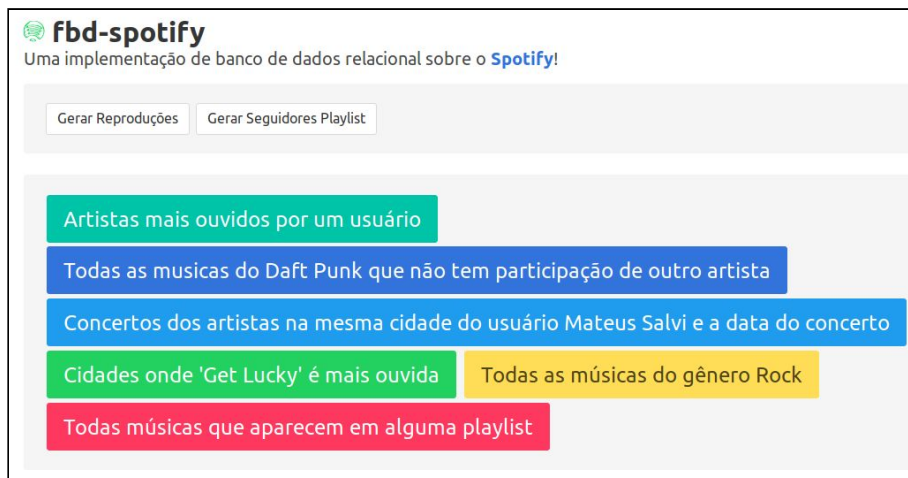 fbd-spotify
Uma implementação de banco de dados relacional sobre o Spotify!
Gerar Reproduções Gerar Seguidores Playlist
Artistas mais ouvidos por um usuário
Todas as musicas do Daft Punk que não tem participação de outro artista
Concertos dos artistas na mesma cidade do usuário Mateus Salvi e a data do concerto
Cidades onde 'Get Lucky' é mais ouvida Todas as músicas do gênero Rock
Todas músicas que aparecem em alguma playlist